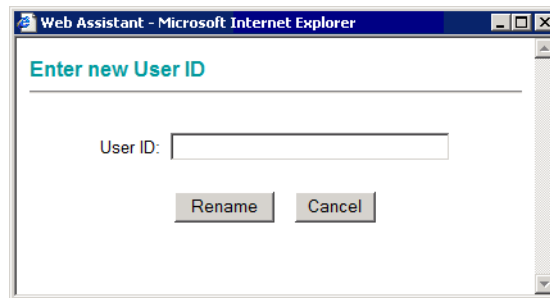 Web Assistant - Microsoft Internet Explorer
Enter new User ID
User ID:
Rename Cancel